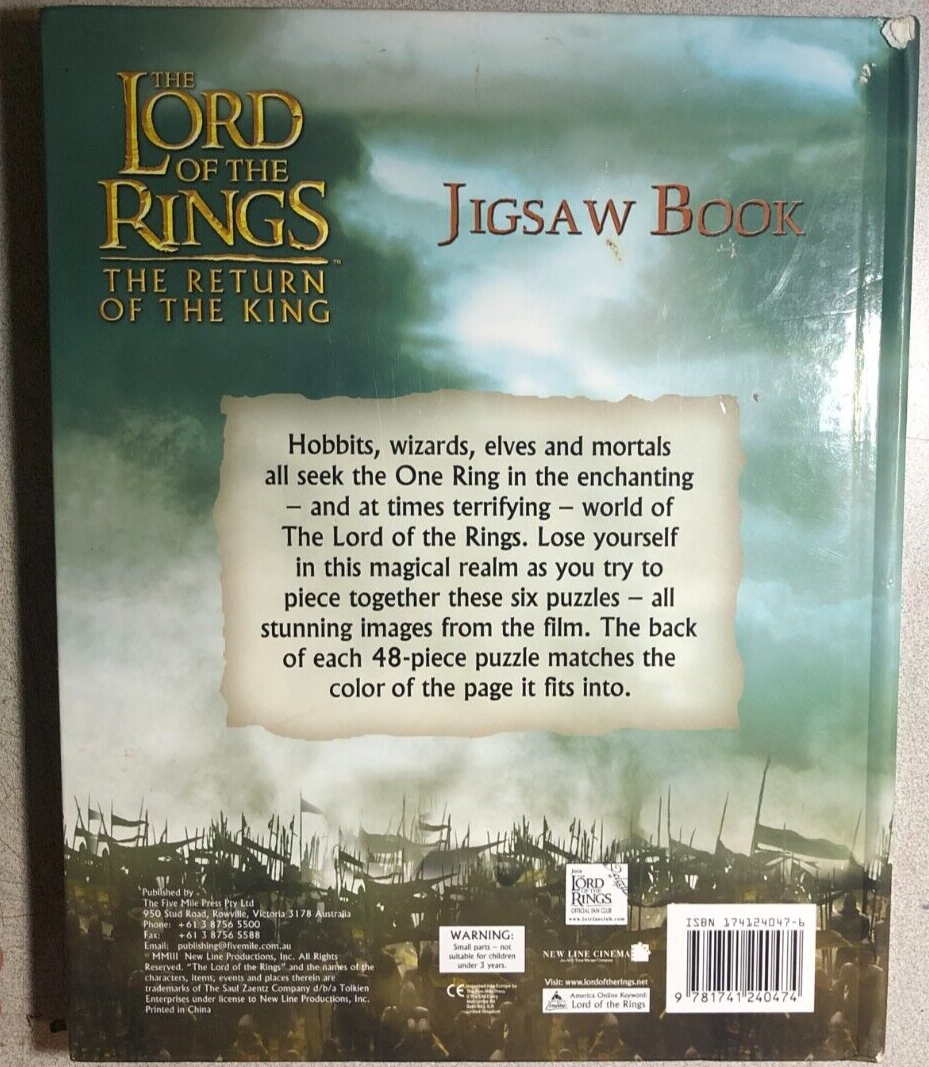 THE
LORD
OF THE
RINGS
™
THE RETURN
OF THE KING
JIGSAW BOOK
Hobbits, wizards, elves and mortals
all seek the One Ring in the enchanting
– and at times terrifying – world of
The Lord of the Rings. Lose yourself
in this magical realm as you try to
piece together these six puzzles – all
stunning images from the film. The back
of each 48-piece puzzle matches the
color of the page it fits into.
Published by
The Five Mile Press Pty Ltd
950 Stud Road, Rowville, Victoria 3178 Australia
Phone: +61 3 8756 5500
Fax: +61 3 8756 5588
Email: publishing@fivemile.com.au
MMIII New Line Productions, Inc. All Rights
Reserved. "The Lord of the Rings" and the names of the
characters, items, events and places therein are
trademarks of The Saul Zaentz Company d/b/a Tolkien
Enterprises under license to New Line Productions, Inc.
Printed in China
WARNING:
Small parts – not
suitable for children
under 3 years.
CE
Join
THE
LORD
OF THE
RINGS
OFFICIAL FAN CLUB
www.lotrfanclub.com
NEW LINE CINEMA
Visit: www.lordoftherings.net
America Online Keyword:
Lord of the Rings
ISBN 174124047-6
9 781741 240474